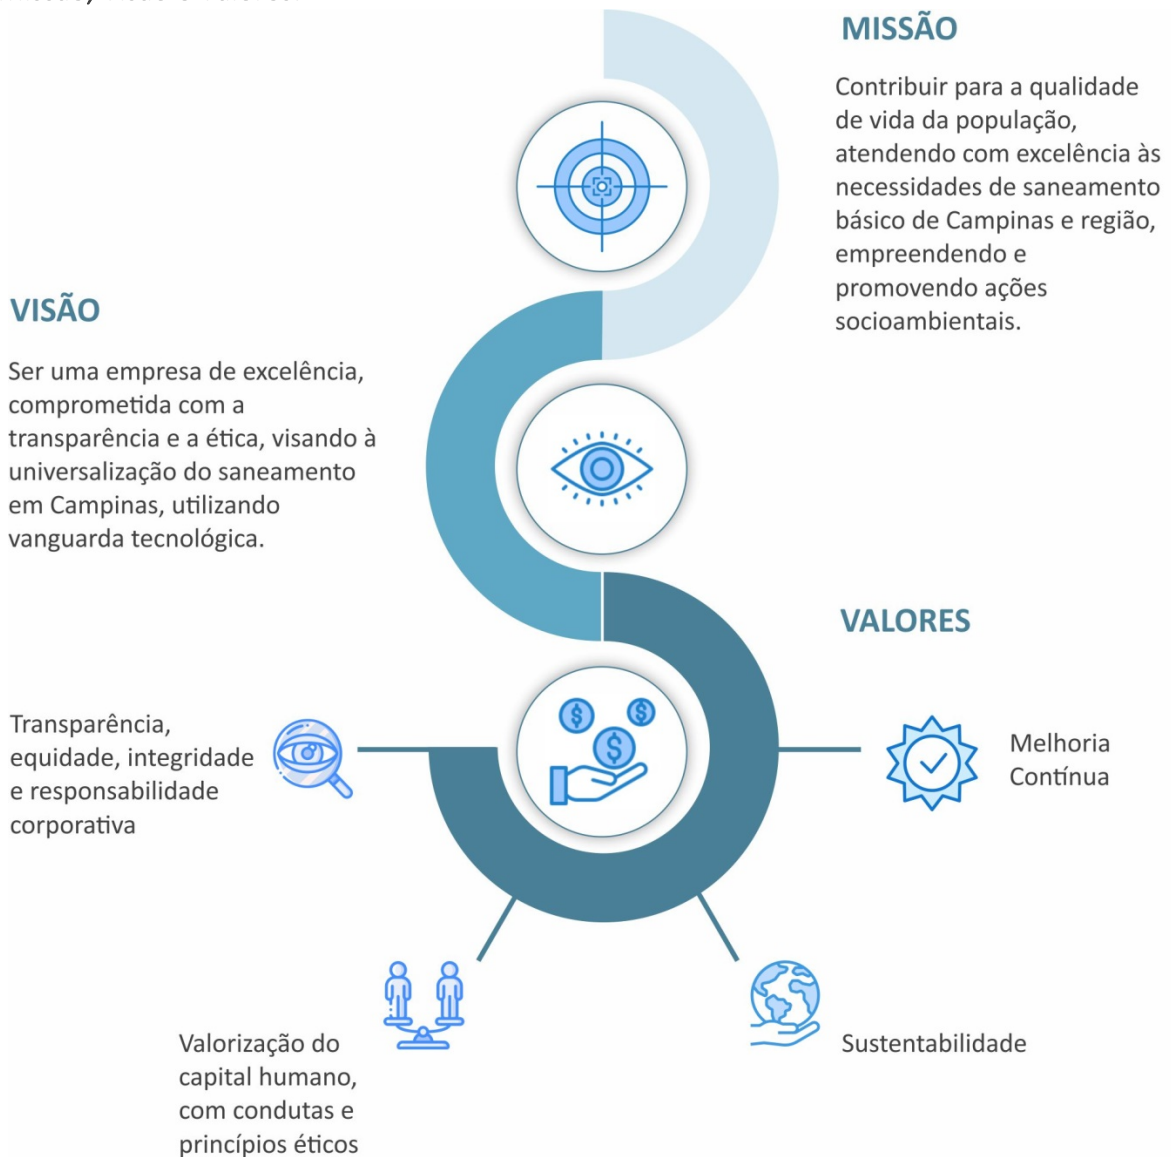 MISSÃO
Contribuir para a qualidade
de vida da população,
atendendo com excelência às
necessidades de saneamento
básico de Campinas e região,
empreendendo e
promovendo ações
socioambientais.
VISÃO
Ser uma empresa de excelência,
comprometida com a
transparência e a ética, visando à
universalização do saneamento
em Campinas, utilizando
vanguarda tecnológica.
VALORES
Transparência,
equidade, integridade
e responsabilidade
corporativa
Melhoria
Contínua
Valorização do
capital humano,
com condutas e
princípios éticos
Sustentabilidade